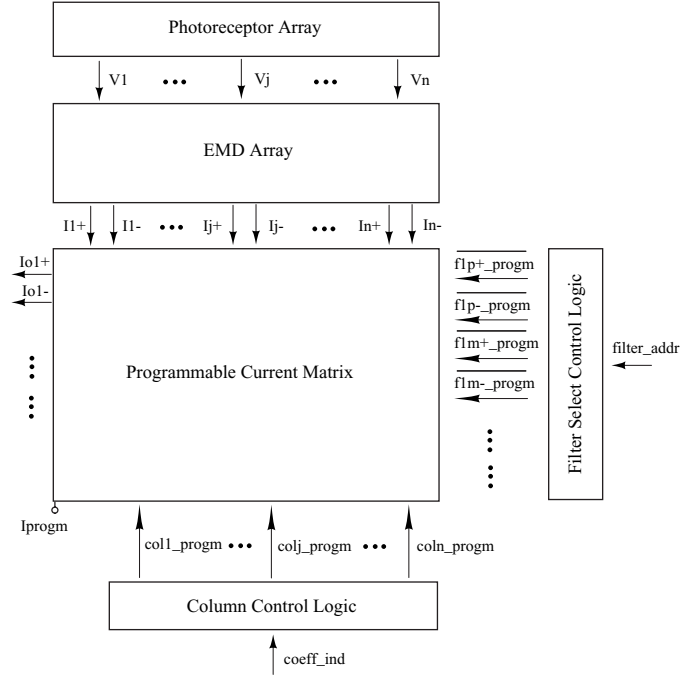 Photoreceptor Array
V1 ••• Vj ••• Vn
EMD Array
I1+ I1- ••• Ij+ Ij- ••• In+ In-
Io1+
Io1-
Programmable Current Matrix
f1p+_progm
f1p-_progm
f1m+_progm
f1m-_progm
Filter Select Control Logic
filter_addr
Iprogm
col1_progm ••• colj_progm ••• coln_progm
Column Control Logic
coeff_ind